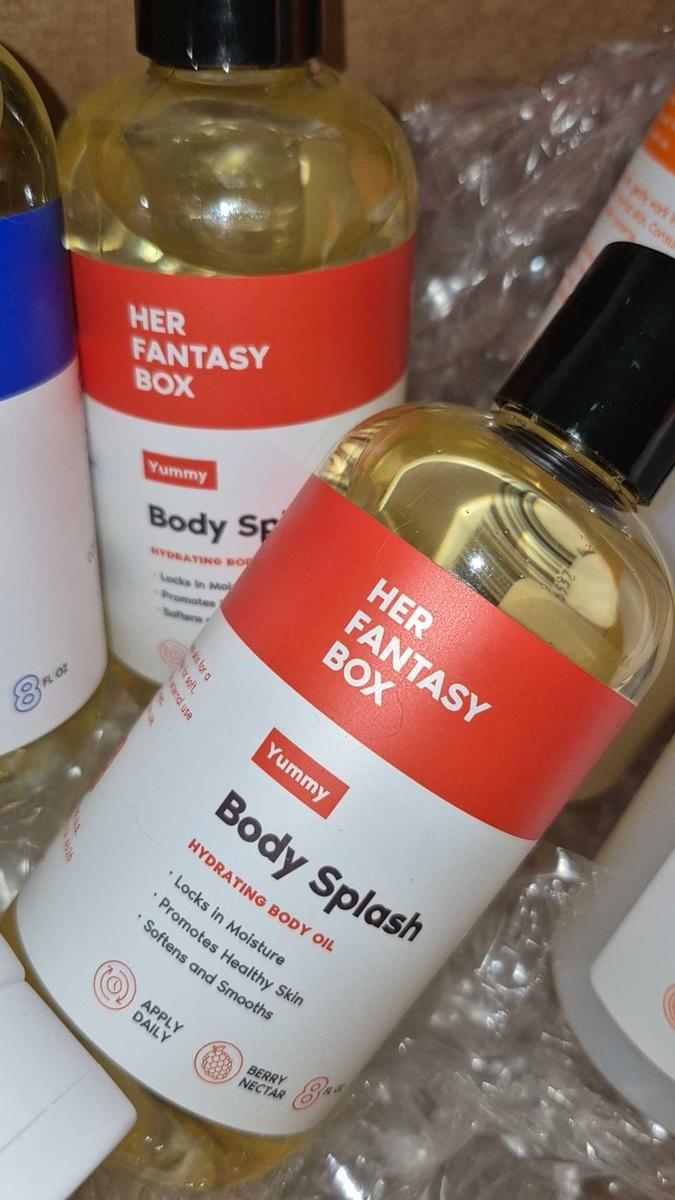 HER
FANTASY
BOX
Yummy
Body Spl
HYDRATING BOD
· Locks in Moi
· Promotes
· Softens
8 FL OZ
HER
FANTASY
BOX
Yummy
Body Splash
HYDRATING BODY OIL
· Locks in Moisture
· Promotes Healthy Skin
· Softens and Smooths
APPLY
DAILY
BERRY
NECTAR
8 FL OZ